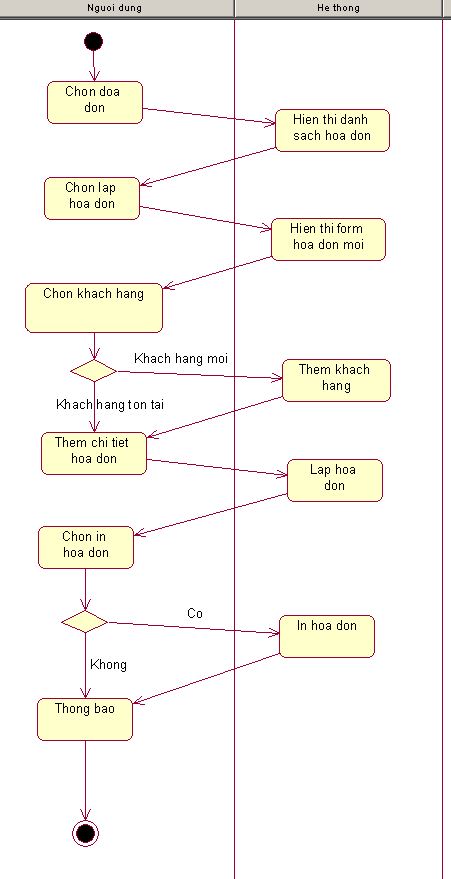 Nguoi dung
He thong
Chon doa
don
Hien thi danh
sach hoa don
Chon lap
hoa don
Hien thi form
hoa don moi
Chon khach hang
Khach hang moi
Them khach
hang
Khach hang ton tai
Them chi tiet
hoa don
Lap hoa
don
Chon in
hoa don
Co
In hoa don
Khong
Thong bao